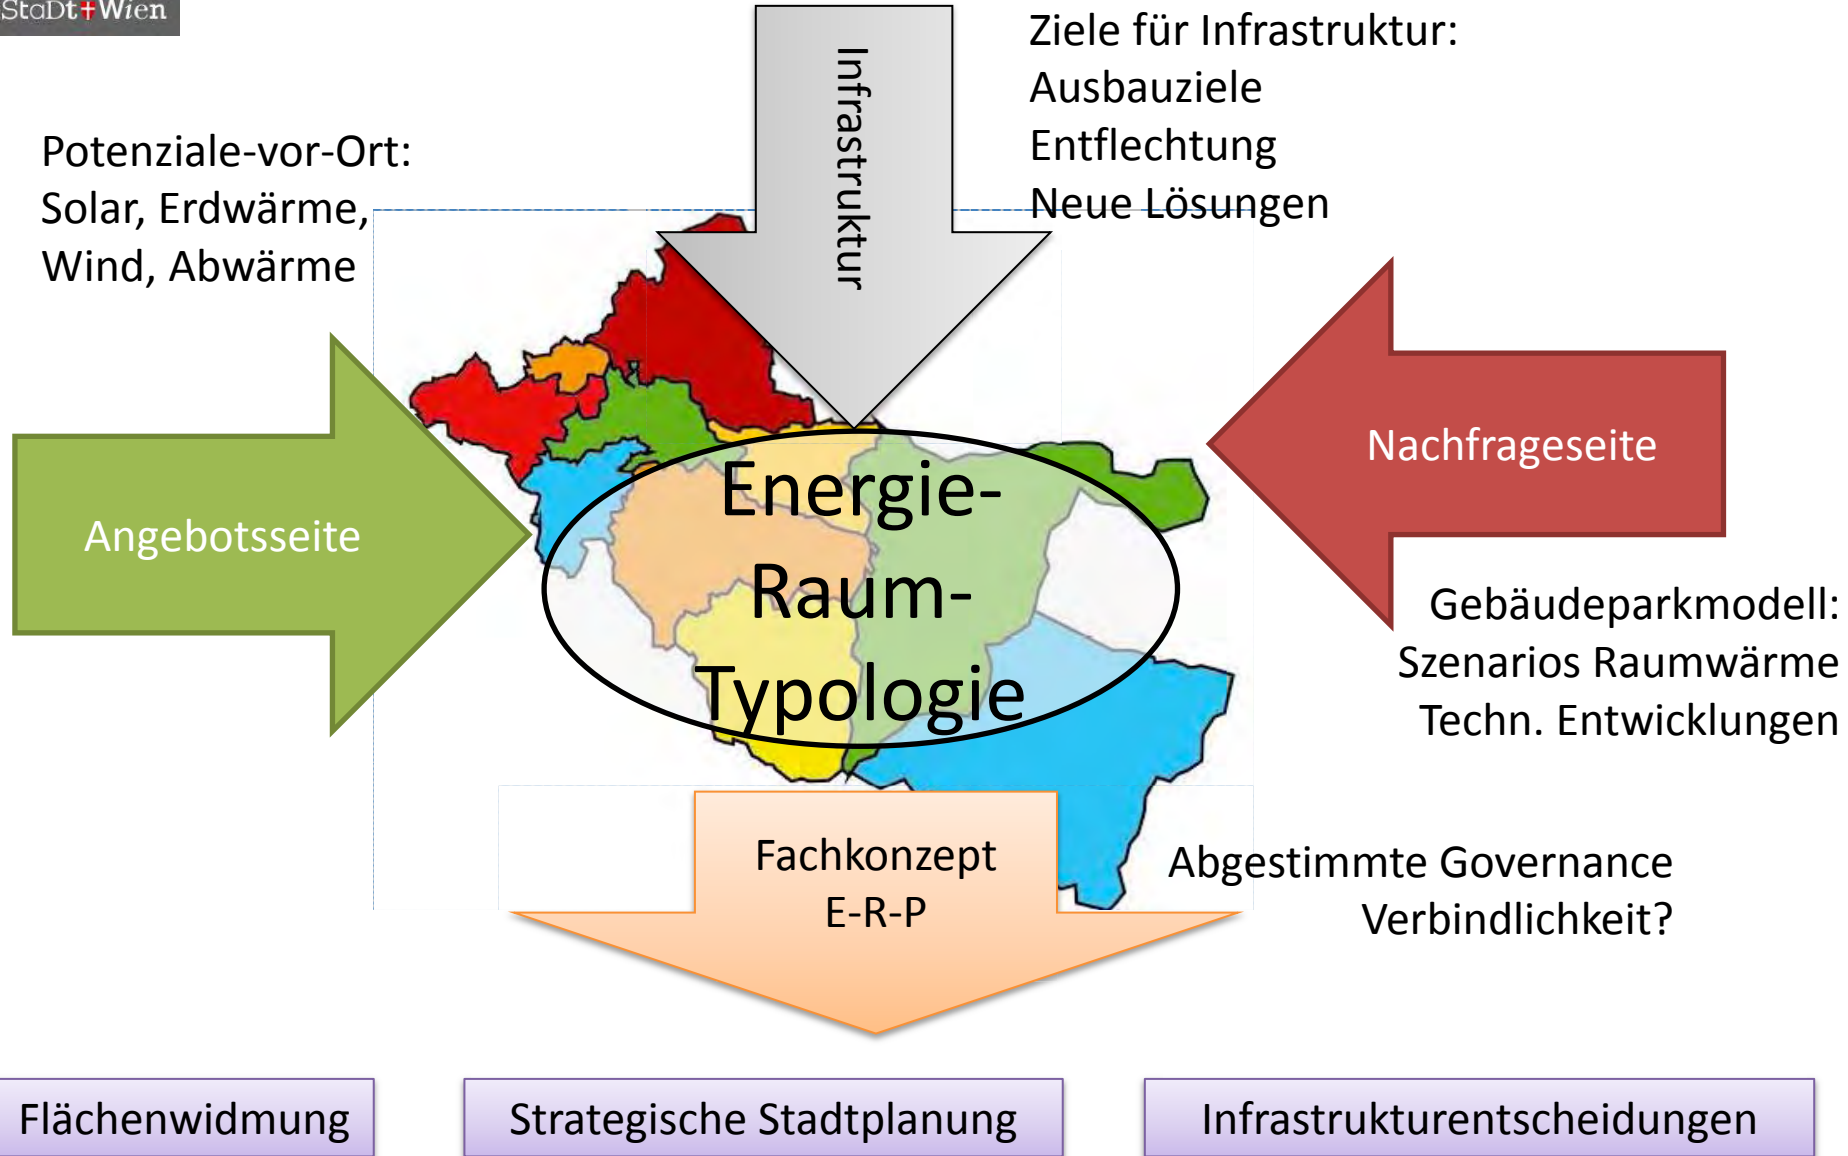 StaDt Wien
Infrastruktur
Ziele für Infrastruktur:
Ausbauziele
Entflechtung
Neue Lösungen
Potenziale-vor-Ort:
Solar, Erdwärme,
Wind, Abwärme
Angebotsseite
Energie-
Raum-
Typologie
Nachfrageseite
Gebäudeparkmodell:
Szenarios Raumwärme
Techn. Entwicklungen
Fachkonzept
E-R-P
Abgestimmte Governance
Verbindlichkeit?
Flächenwidmung
Strategische Stadtplanung
Infrastrukturentscheidungen